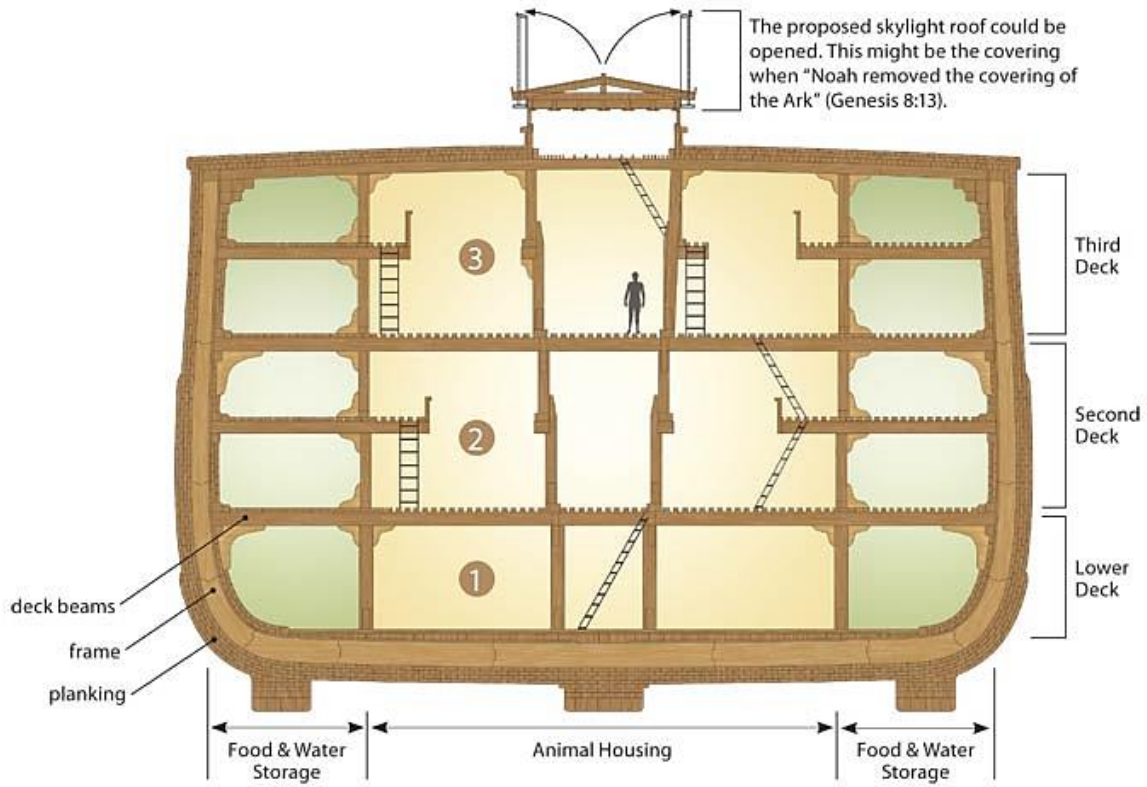 The proposed skylight roof could be
opened. This might be the covering
when “Noah removed the covering of
the Ark” (Genesis 8:13).
3
Third
Deck
2
Second
Deck
1
Lower
Deck
deck beams
frame
planking
Food & Water
Storage
Animal Housing
Food & Water
Storage